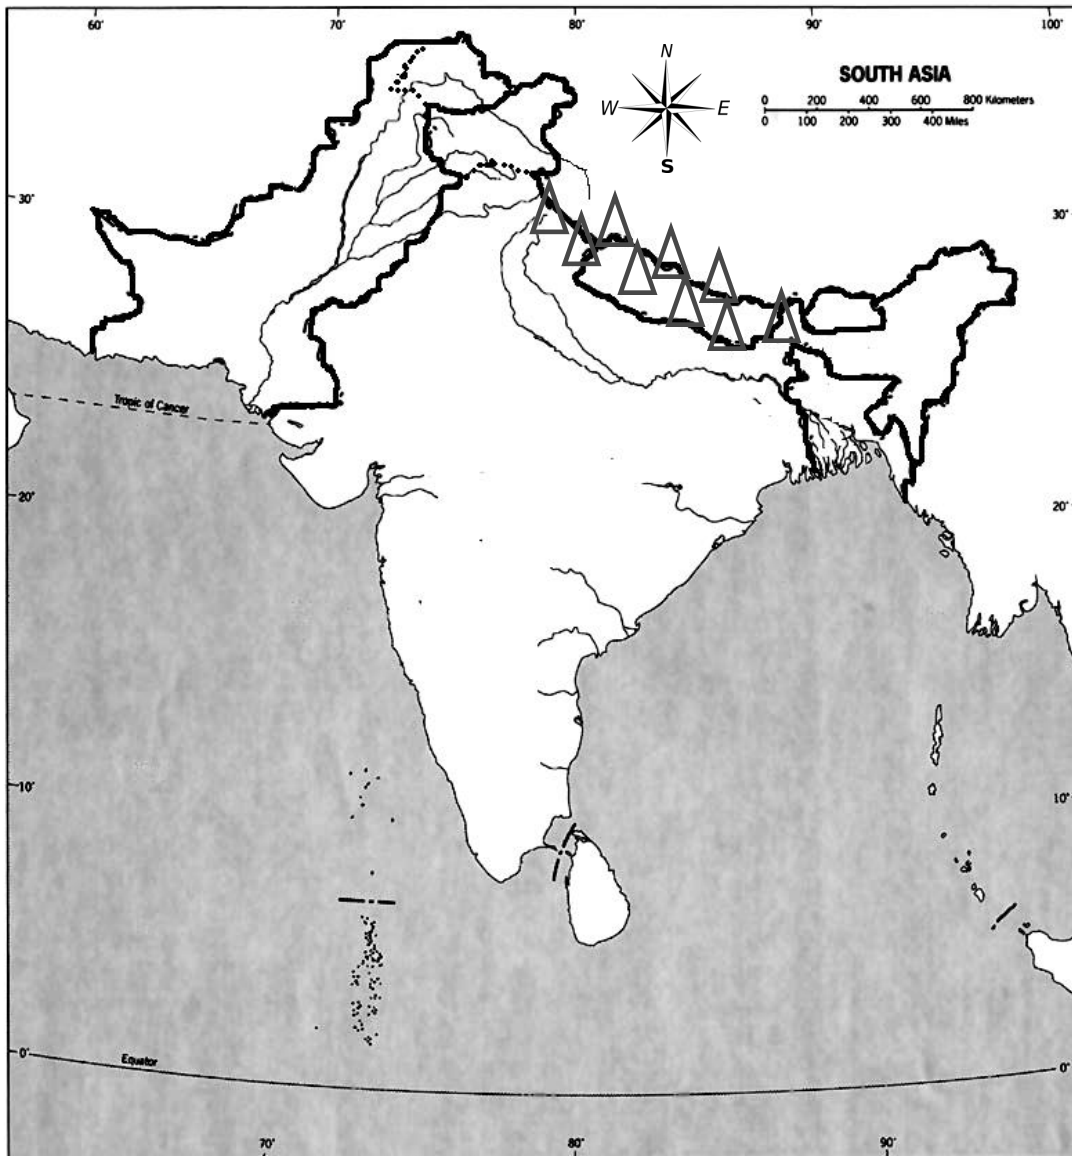 60° 70° 80° 90° 100°
N
W E
S
SOUTH ASIA
0 200 400 600 800 Kilometers
0 100 200 300 400 Miles
30° 30°
Tropic of Cancer
20° 20°
10° 10°
0° Equator 0°
70° 80° 90°